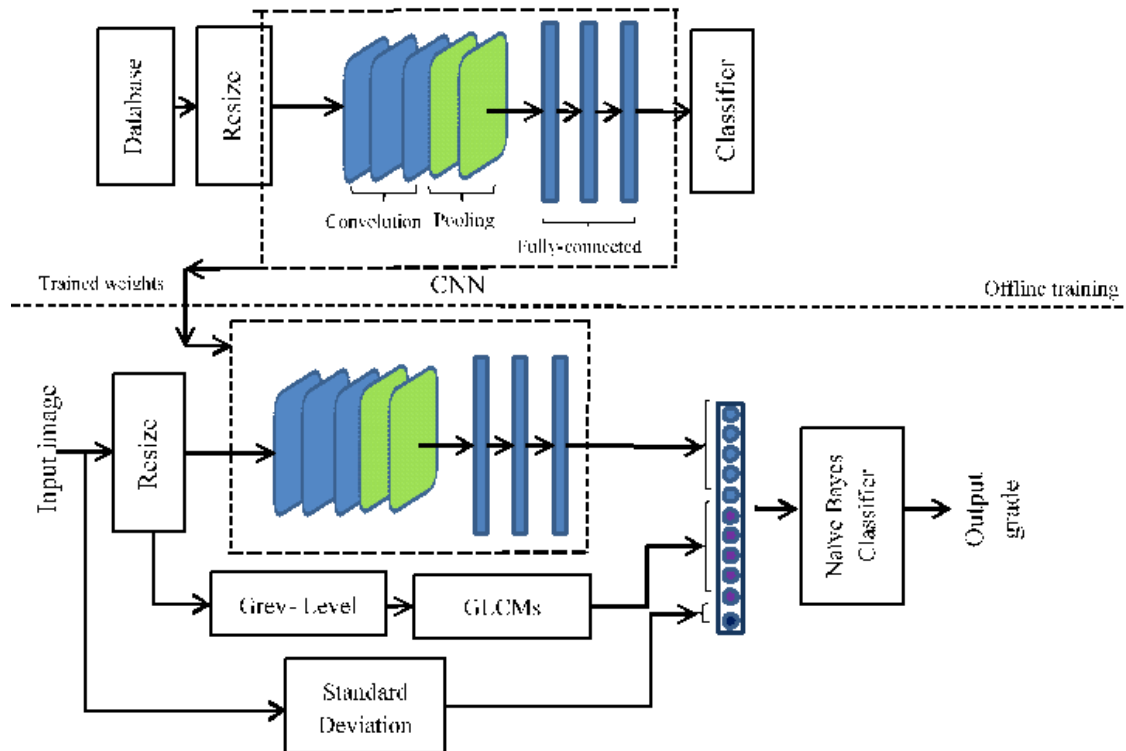 Database
Resize
Classifier
Convolution
Pooling
Fully-connected
Trained weights
CNN
Offline training
Input image
Resize
Grey- Level
GLCMs
Standard
Deviation
Naïve Bayes
Classifier
Output
grade